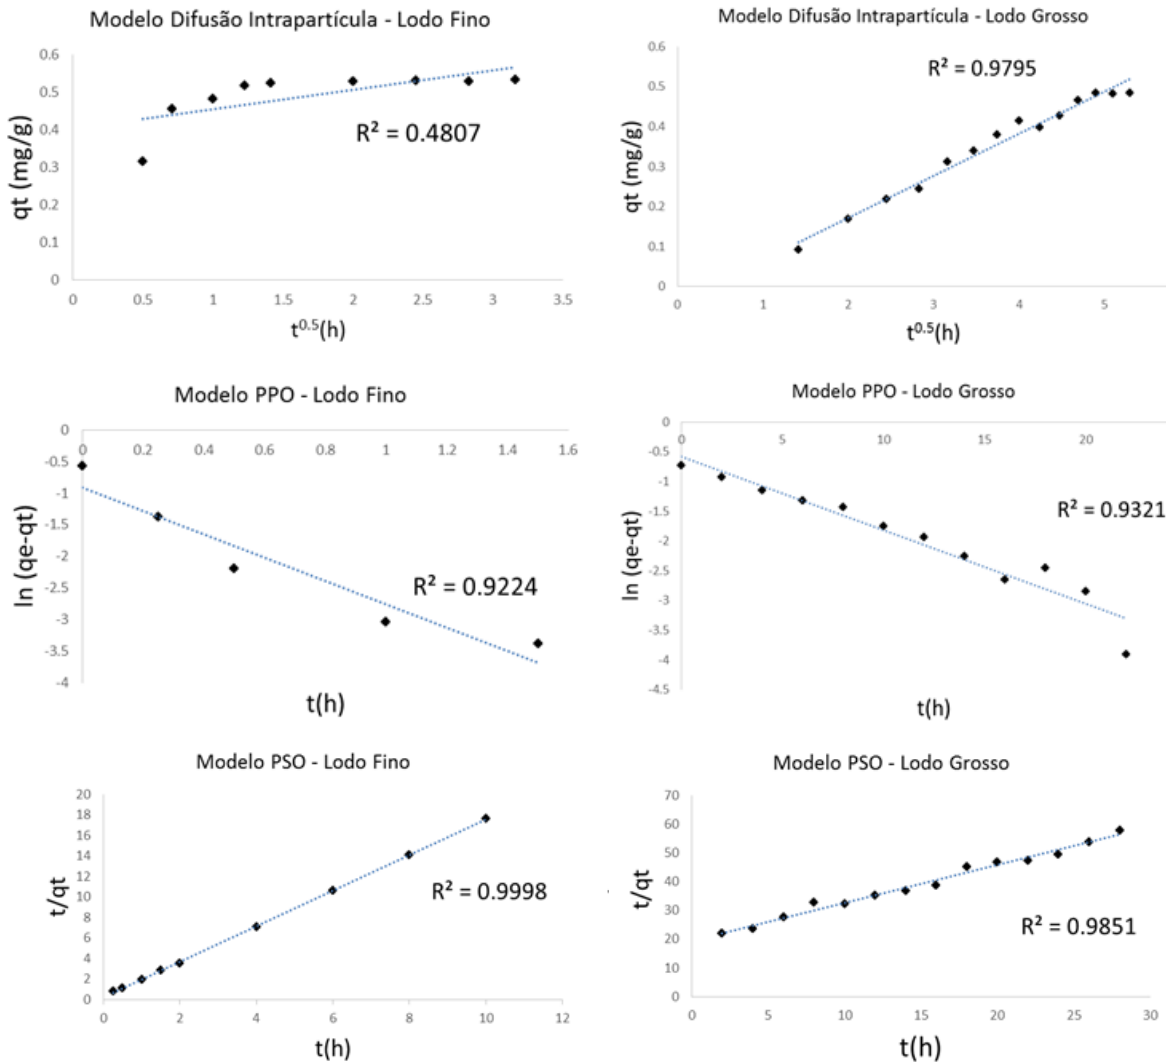 Modelo Difusão Intrapartícula - Lodo Fino
0.6
0.5
0.4
0.3
0.2
0.1
0
qt (mg/g)
R² = 0.4807
0 0.5 1 1.5 2 2.5 3 3.5
t^0.5(h)
Modelo Difusão Intrapartícula - Lodo Grosso
0.6
0.5
0.4
0.3
0.2
0.1
0
qt (mg/g)
R² = 0.9795
0 1 2 3 4 5
t^0.5(h)
Modelo PPO - Lodo Fino
0
-0.5
-1
-1.5
-2
-2.5
-3
-3.5
-4
ln (qe-qt)
0 0.2 0.4 0.6 0.8 1 1.2 1.4 1.6
R² = 0.9224
t(h)
Modelo PPO - Lodo Grosso
0
-0.5
-1
-1.5
-2
-2.5
-3
-3.5
-4
-4.5
ln (qe-qt)
0 5 10 15 20
R² = 0.9321
t(h)
Modelo PSO - Lodo Fino
20
18
16
14
12
10
8
6
4
2
0
t/qt
R² = 0.9998
0 2 4 6 8 10 12
t(h)
Modelo PSO - Lodo Grosso
70
60
50
40
30
20
10
0
t/qt
R² = 0.9851
0 5 10 15 20 25 30
t(h)